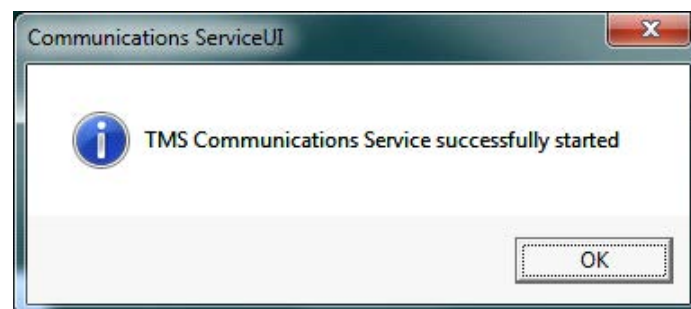 Communications ServiceUI
TMS Communications Service successfully started
OK